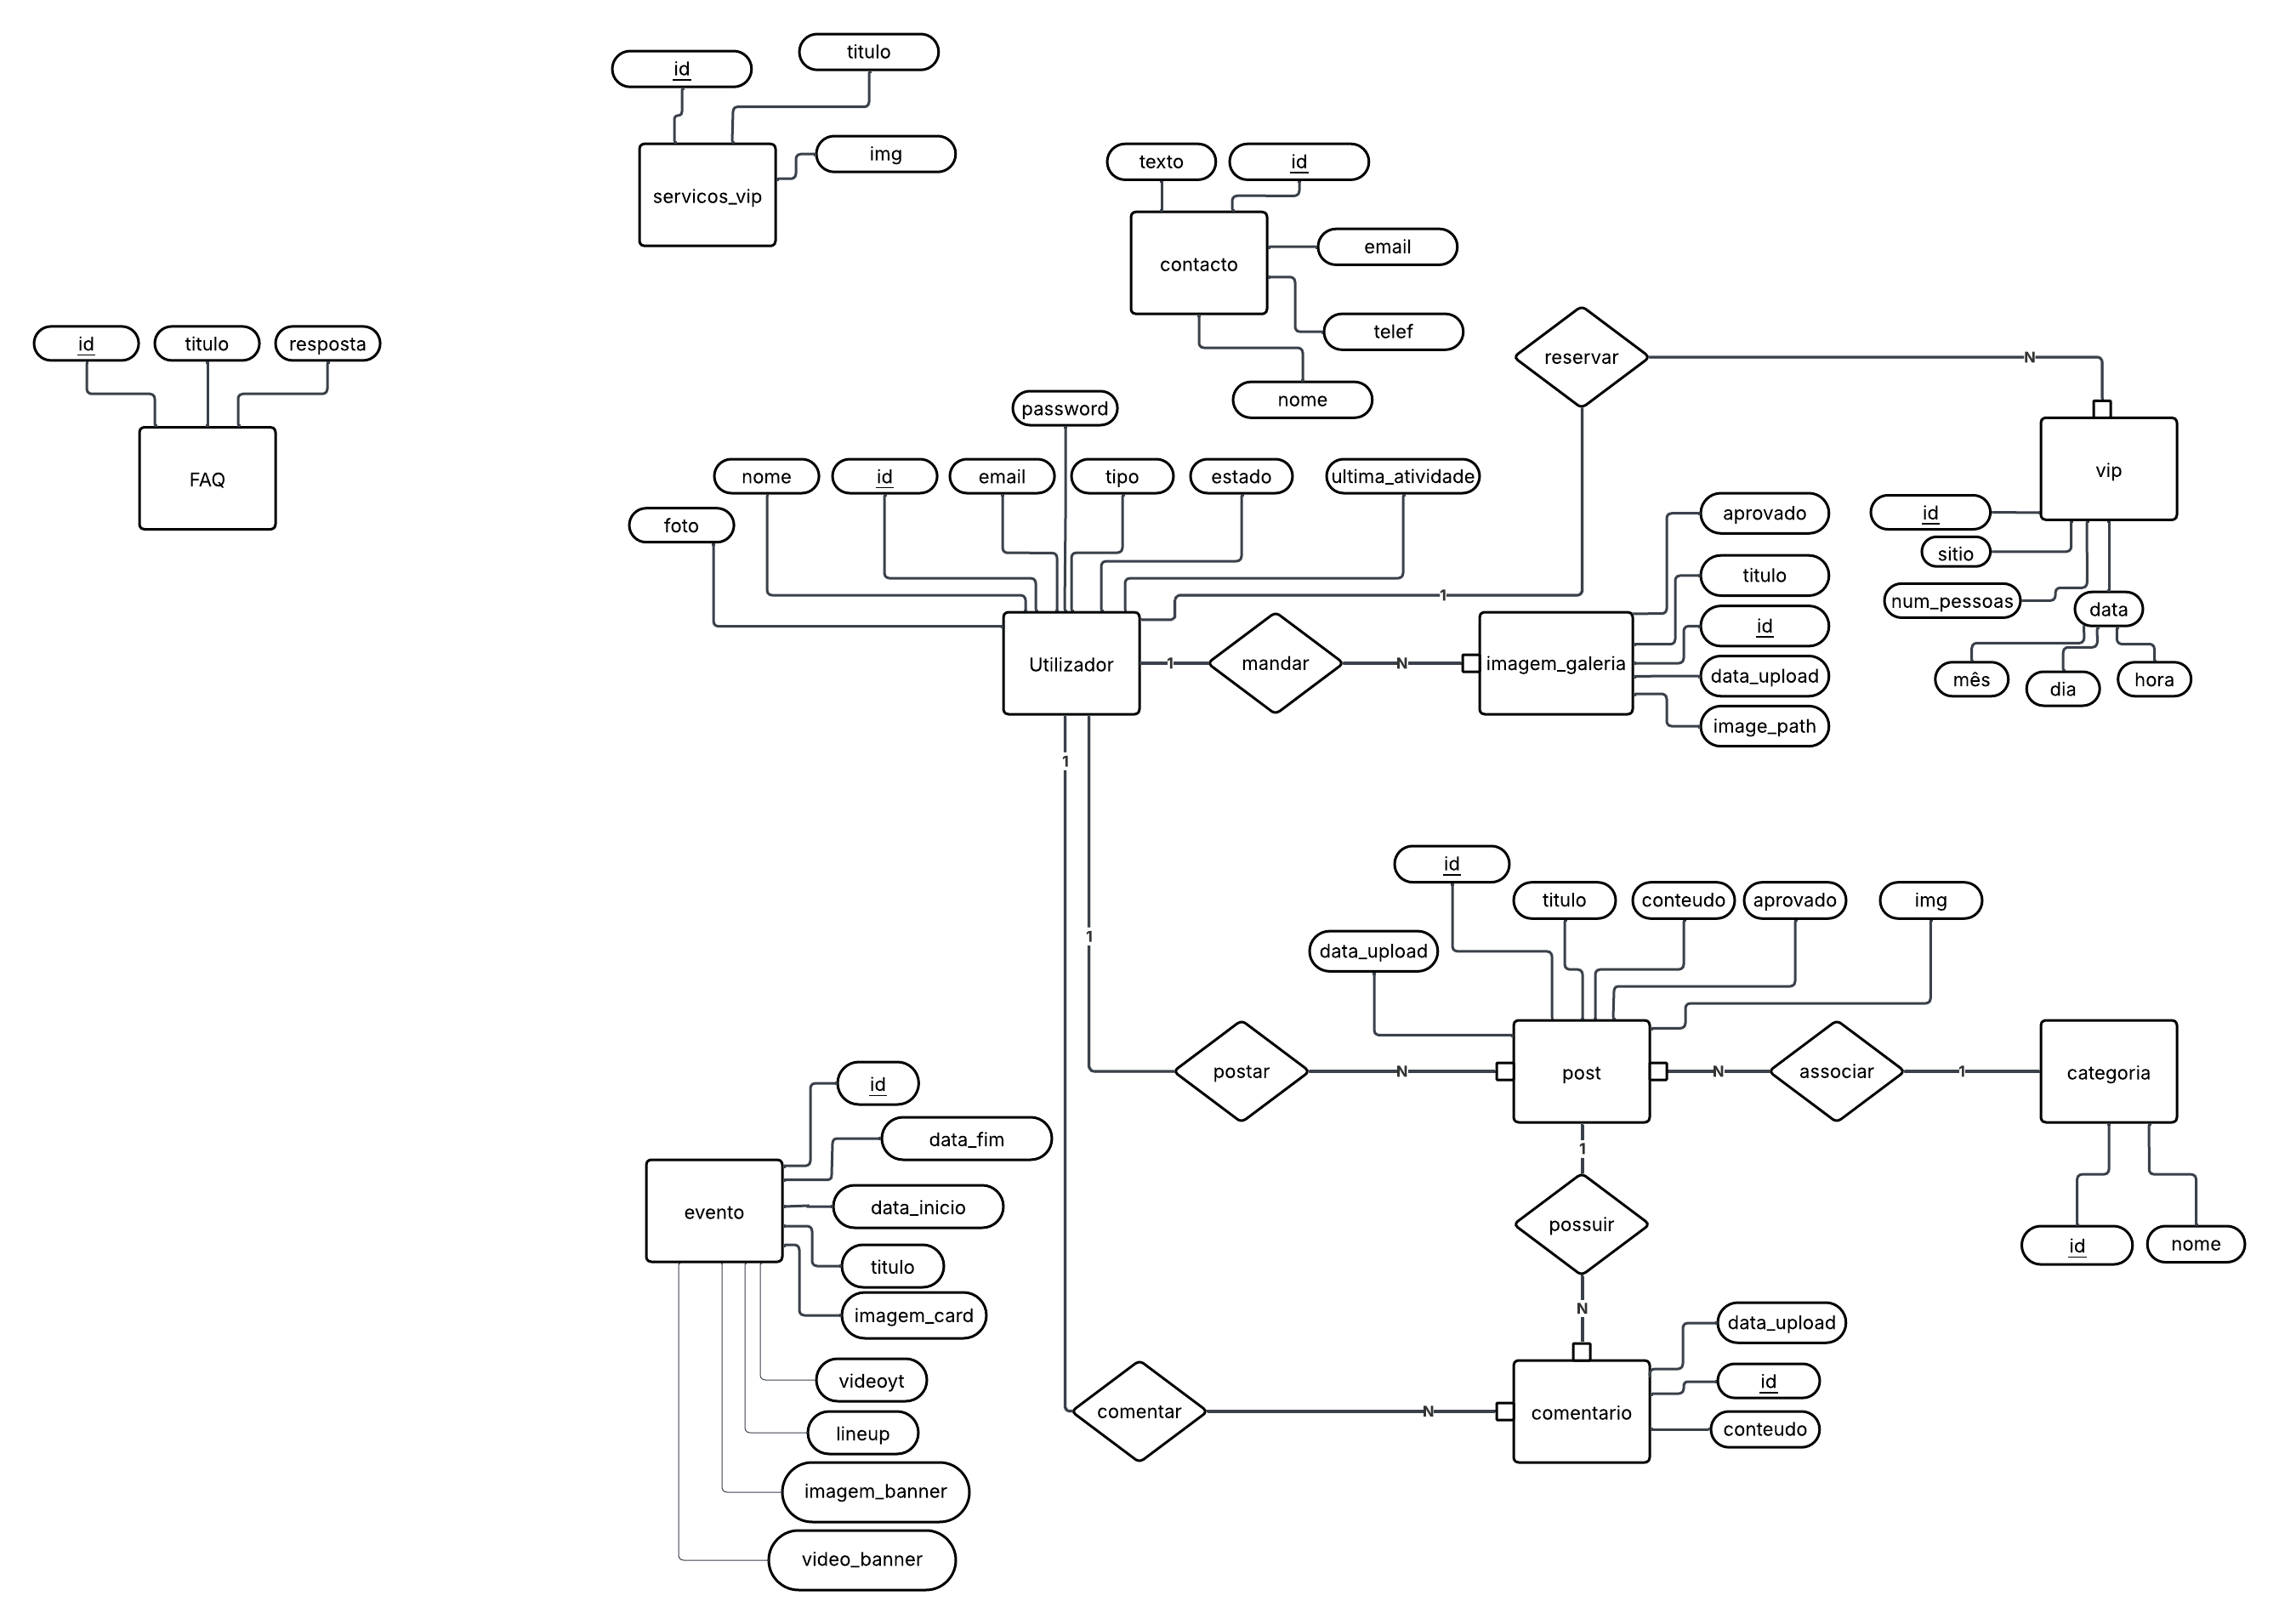 id
titulo
img
servicos_vip
texto
id
email
contacto
telef
nome
id
titulo
resposta
FAQ
reservar
N
vip
id
sitio
num_pessoas
data
mês
dia
hora
password
nome
id
email
tipo
estado
ultima_atividade
foto
1
Utilizador
1
mandar
N
imagem_galeria
aprovado
titulo
id
data_upload
image_path
1
1
id
titulo
conteudo
aprovado
img
data_upload
postar
N
post
N
associar
1
categoria
id
nome
1
possuir
N
id
data_fim
evento
data_inicio
titulo
imagem_card
videoyt
lineup
imagem_banner
video_banner
comentar
N
comentario
data_upload
id
conteudo